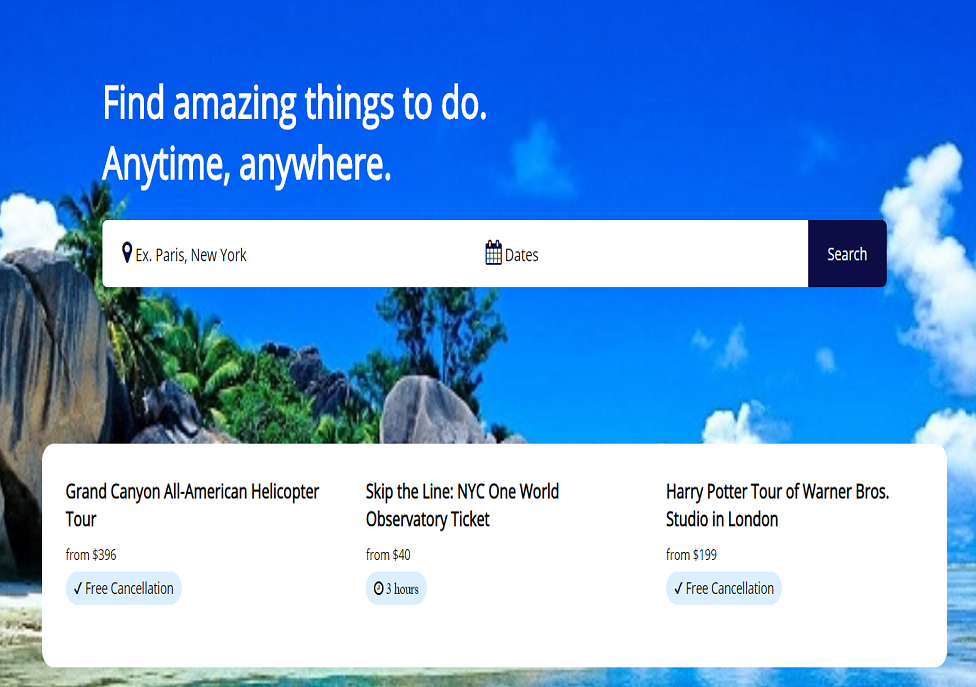 Find amazing things to do.
Anytime, anywhere.
Ex. Paris, New York
Dates
Search
Grand Canyon All-American Helicopter
Tour
from $396
✓ Free Cancellation
Skip the Line: NYC One World
Observatory Ticket
from $40
3 hours
Harry Potter Tour of Warner Bros.
Studio in London
from $199
✓ Free Cancellation